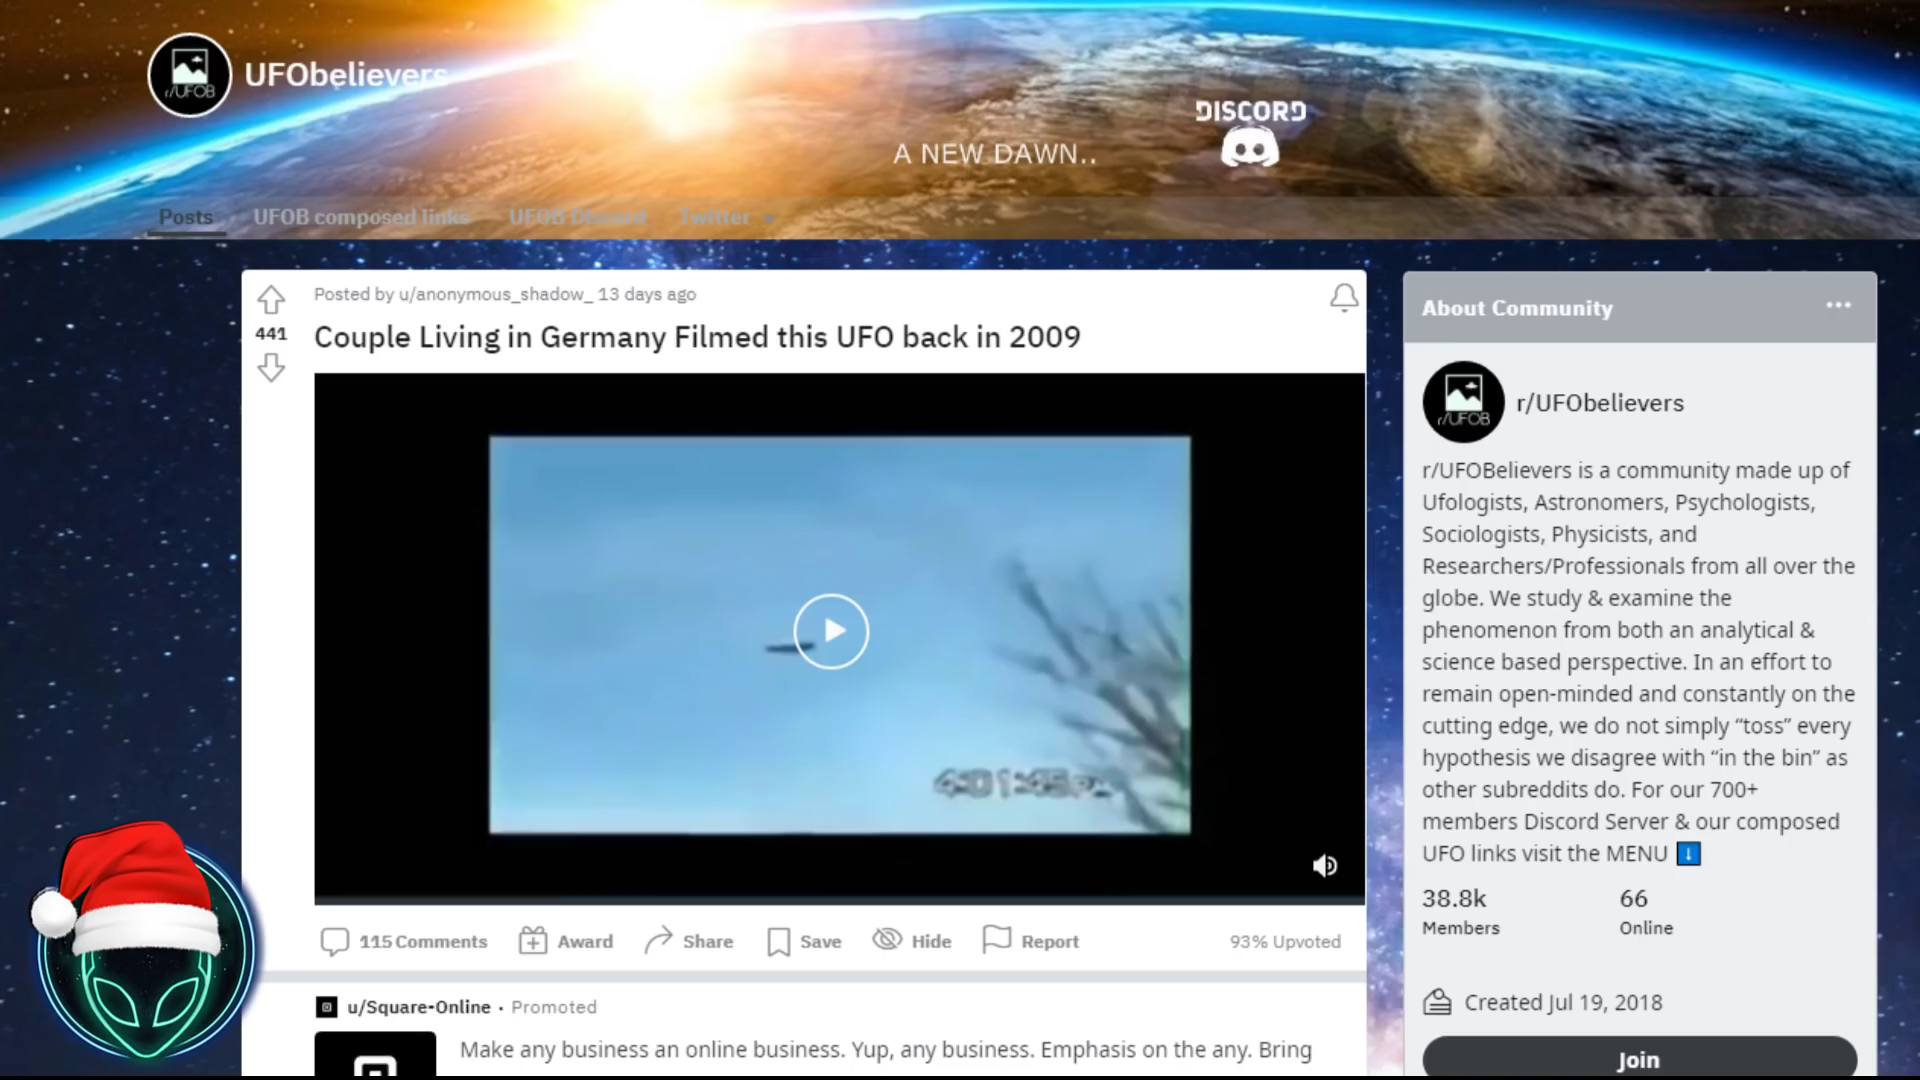 r/UFOB
UFObelievers
DISCORD
A NEW DAWN..
Posts
UFOB composed links
UFOB Discord
Twitter
Posted by u/anonymous_shadow_ 13 days ago
441
Couple Living in Germany Filmed this UFO back in 2009
115 Comments
Award
Share
Save
Hide
Report
93% Upvoted
u/Square-Online · Promoted
Make any business an online business. Yup, any business. Emphasis on the any. Bring
About Community
r/UFOB
r/UFObelievers
r/UFOBelievers is a community made up of
Ufologists, Astronomers, Psychologists,
Sociologists, Physicists, and
Researchers/Professionals from all over the
globe. We study & examine the
phenomenon from both an analytical &
science based perspective. In an effort to
remain open-minded and constantly on the
cutting edge, we do not simply “toss” every
hypothesis we disagree with “in the bin” as
other subreddits do. For our 700+
members Discord Server & our composed
UFO links visit the MENU ⬇️
38.8k
Members
66
Online
Created Jul 19, 2018
Join